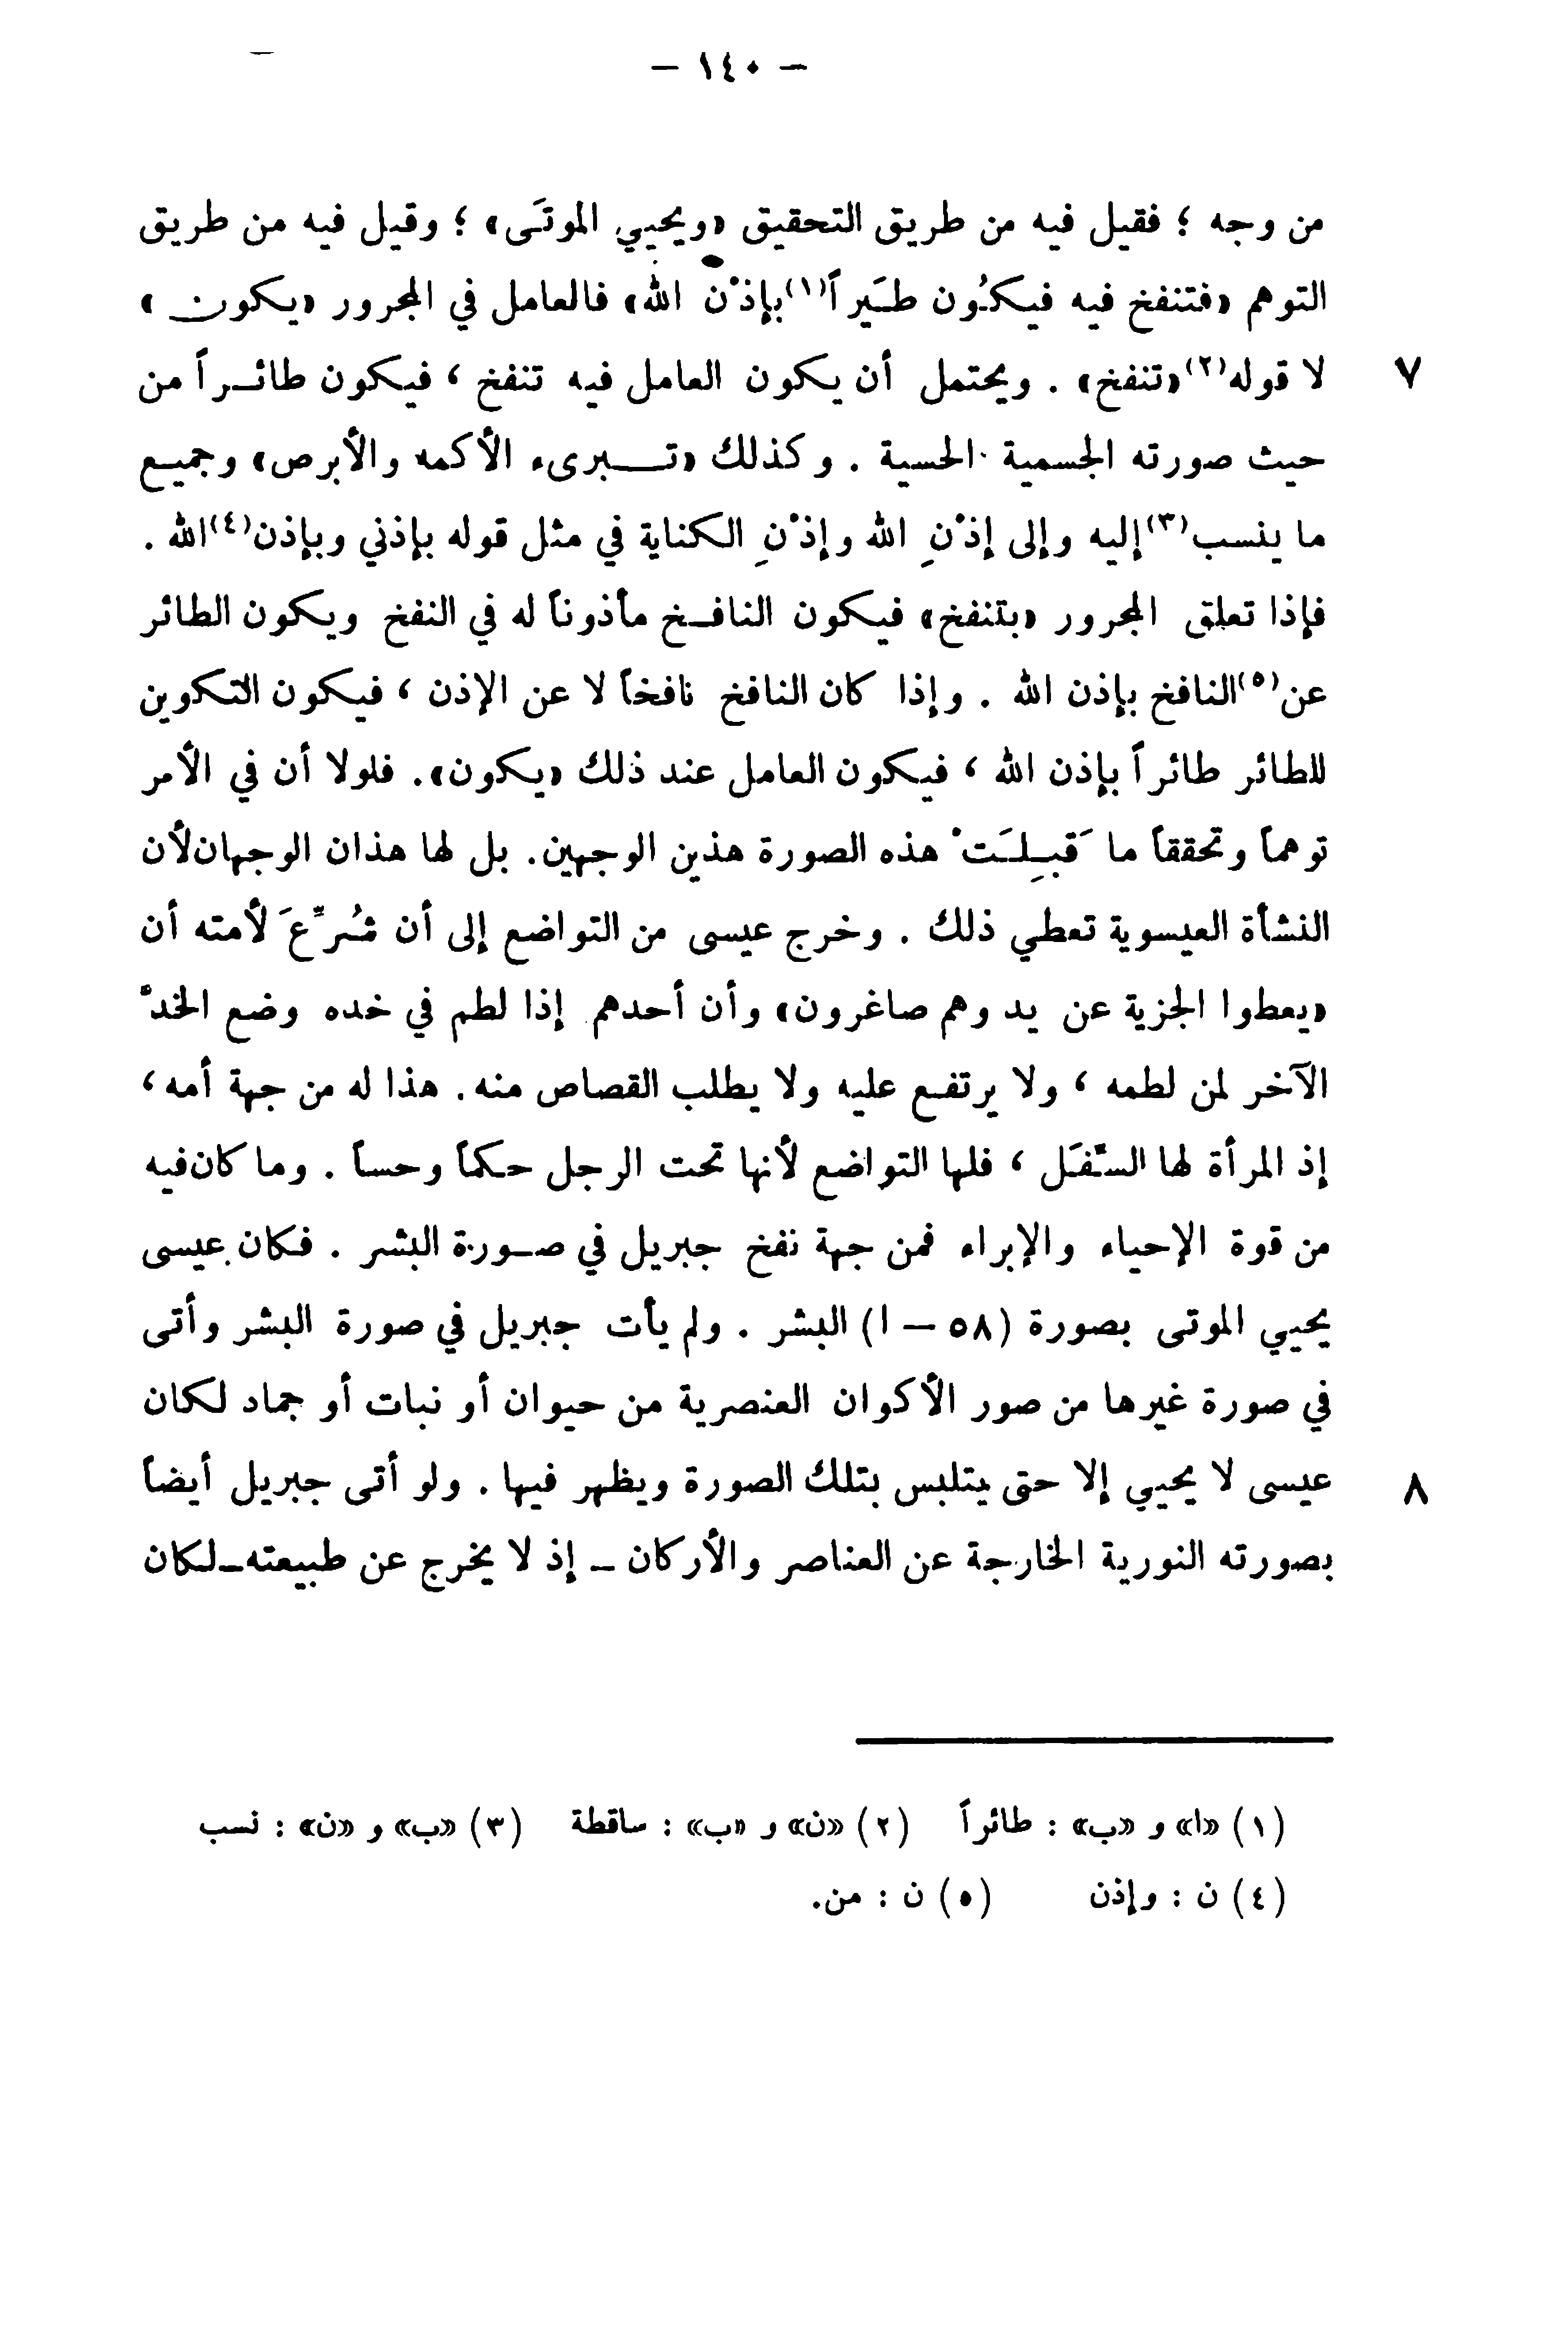 – ١٤٠ –
من وجه ؛ فقيل فيه من طريق التحقيق «ويحيي الموتَى» ؛ وقيل فيه من طريق
التوهم «فتنفخ فيه فيكُون طَيراً(١)بإذْن الله» فالعامل في المجرور «يكون»
لا قوله(٢)«تنفخ» . ويحتمل أن يكون العامل فيه تنفخ ، فيكون طائراً من ٧
حيث صورته الجسمية الحسية . وكذلك «تبرىء الأكمه والأبرص» وجميع
ما ينسب(٣)إليه وإلى إذْنِ الله وإذْنِ الكناية في مثل قوله بإذني وبإذن(٤)الله .
فإذا تعلق المجرور «بتنفخ» فيكون النافخ مأذوناً له في النفخ ويكون الطائر
عن(٥)النافخ بإذن الله . وإذا كان النافخ نافخاً لا عن الإذن ، فيكون التكوين
للطائر طائراً بإذن الله ، فيكون العامل عند ذلك «يكون». فلولا أن في الأمر
توهماً وتحققاً ما قَبِلَتْ هذه الصورة هذين الوجهين. بل لها هذان الوجهان لأن
النشأة العيسوية تعطي ذلك . وخرج عيسى من التواضع إلى أن شُرِّعَ لأمته أن
«يعطوا الجزية عن يد وهم صاغرون» وأن أحدهم إذا لطم في خده وضع الخدّ
الآخر لمن لطمه ، ولا يرتفع عليه ولا يطلب القصاص منه. هذا له من جهة أمه ،
إذ المرأة لها السّفَل ، فلها التواضع لأنها تحت الرجل حكماً وحساً . وما كان فيه
من قوة الإحياء والإبراء فمن جهة نفخ جبريل في صورة البشر . فكان عيسى
يحيي الموتى بصورة (٥٨ – ا) البشر . ولم يأت جبريل في صورة البشر وأتى
في صورة غيرها من صور الأكوان العنصرية من حيوان أو نبات أو جماد لكان
عيسى لا يحيي إلا حتى يتلبس بتلك الصورة ويظهر فيها . ولو أتى جبريل أيضاً ٨
بصورته النورية الخارجة عن العناصر والأركان – إذ لا يخرج عن طبيعته – لكان
(١) «ا» و «ب» : طائراً (٢) «ن» و «ب» : ساقطة (٣) «ب» و «ن» : نسب
(٤) ن : وإذن (٥) ن : من.